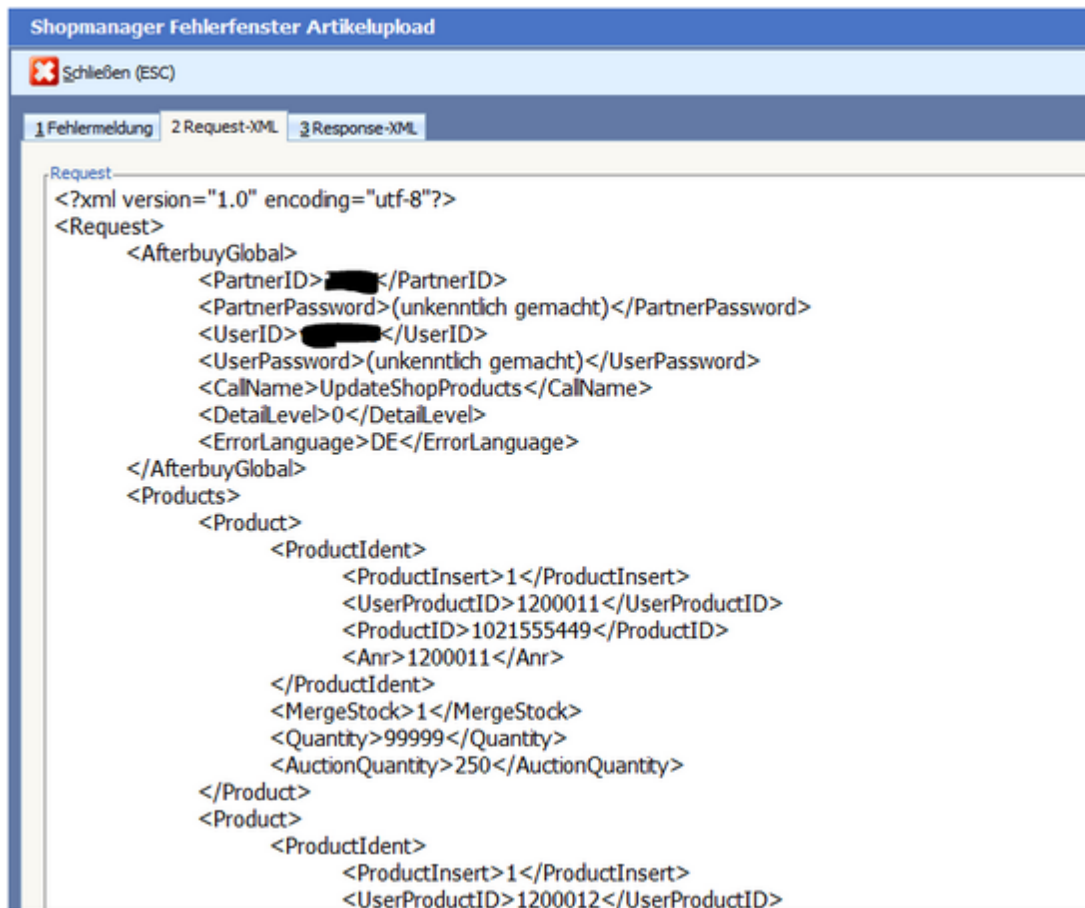 Shopmanager Fehlerfenster Artikelupload
Schließen (ESC)
1 Fehlermeldung 2 Request-XML 3 Response-XML
Request
<?xml version="1.0" encoding="utf-8"?>
<Request>
<AfterbuyGlobal>
<PartnerID></PartnerID>
<PartnerPassword>(unkenntlich gemacht)</PartnerPassword>
<UserID></UserID>
<UserPassword>(unkenntlich gemacht)</UserPassword>
<CallName>UpdateShopProducts</CallName>
<DetailLevel>0</DetailLevel>
<ErrorLanguage>DE</ErrorLanguage>
</AfterbuyGlobal>
<Products>
<Product>
<ProductIdent>
<ProductInsert>1</ProductInsert>
<UserProductID>1200011</UserProductID>
<ProductID>1021555449</ProductID>
<Anr>1200011</Anr>
</ProductIdent>
<MergeStock>1</MergeStock>
<Quantity>99999</Quantity>
<AuctionQuantity>250</AuctionQuantity>
</Product>
<Product>
<ProductIdent>
<ProductInsert>1</ProductInsert>
<UserProductID>1200012</UserProductID>